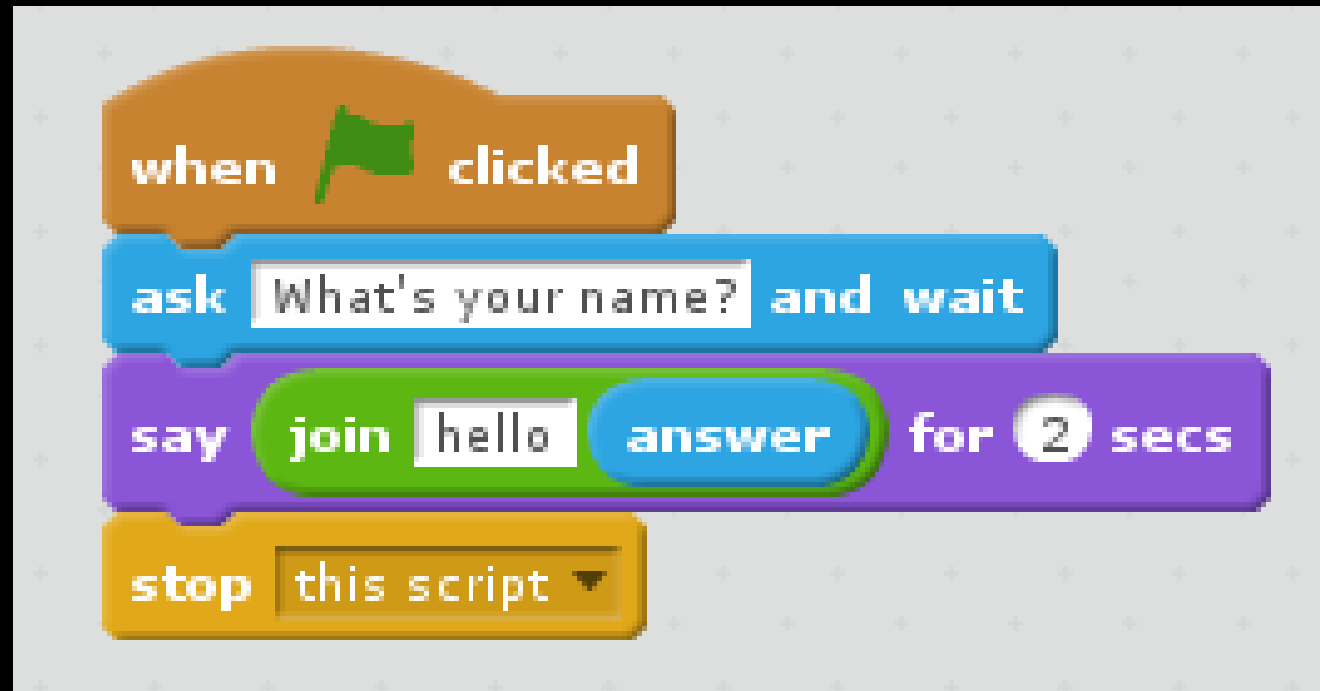 when clicked
ask What's your name? and wait
say join hello answer for 2 secs
stop this script